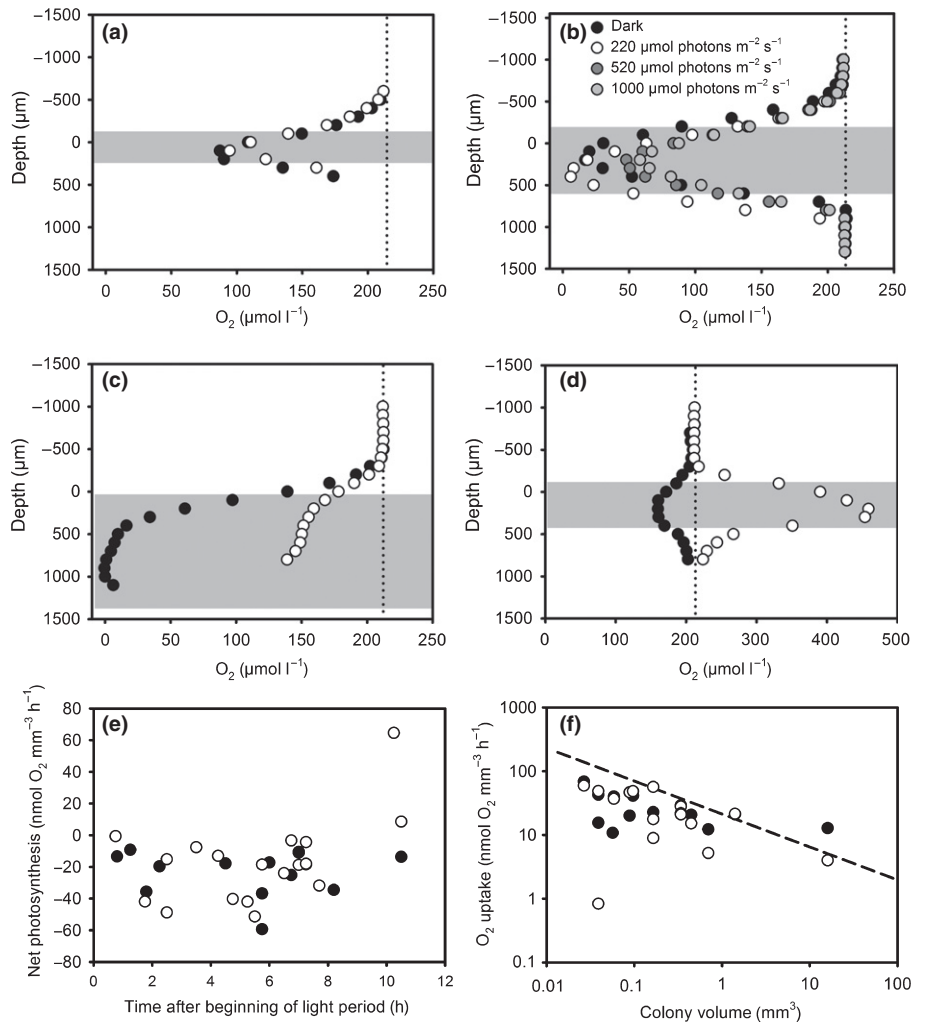 (a)
–1500
–1000
–500
0
500
1000
1500
Depth (µm)
0 50 100 150 200 250
O₂ (µmol l⁻¹)
(b)
Dark
220 µmol photons m⁻² s⁻¹
520 µmol photons m⁻² s⁻¹
1000 µmol photons m⁻² s⁻¹
–1500
–1000
–500
0
500
1000
1500
Depth (µm)
0 50 100 150 200 250
O₂ (µmol l⁻¹)
(c)
–1500
–1000
–500
0
500
1000
1500
Depth (µm)
0 50 100 150 200 250
O₂ (µmol l⁻¹)
(d)
–1500
–1000
–500
0
500
1000
1500
Depth (µm)
0 100 200 300 400 500
O₂ (µmol l⁻¹)
(e)
80
60
40
20
0
–20
–40
–60
–80
Net photosynthesis (nmol O₂ mm⁻³ h⁻¹)
0 2 4 6 8 10 12
Time after beginning of light period (h)
(f)
1000
100
10
1
0.1
O₂ uptake (nmol O₂ mm⁻³ h⁻¹)
0.01 0.1 1 10 100
Colony volume (mm³)